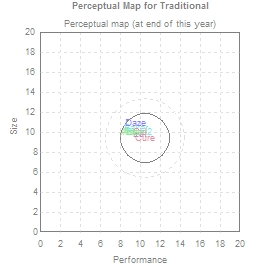 Perceptual Map for Traditional
Perceptual map (at end of this year)
20
18
16
14
12
10
8
6
4
2
0
Size
Daze
Cure
0 2 4 6 8 10 12 14 16 18 20
Performance